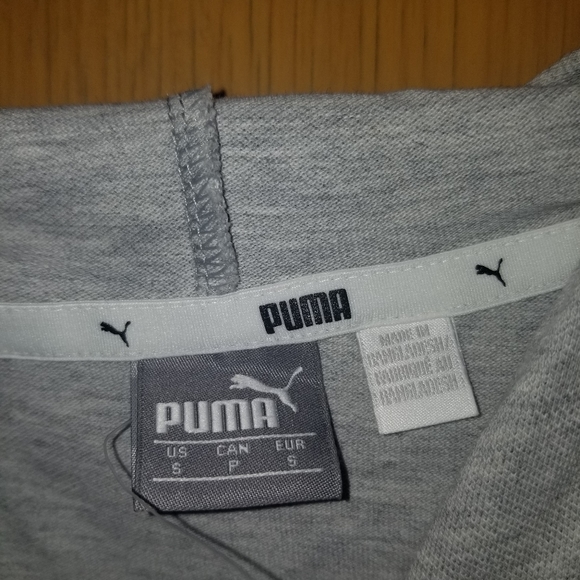 PUMA
MADE IN
BANGLADESH/
FABRIQUÉ AU
BANGLADESH
PUMA
US CAN EUR
S P S